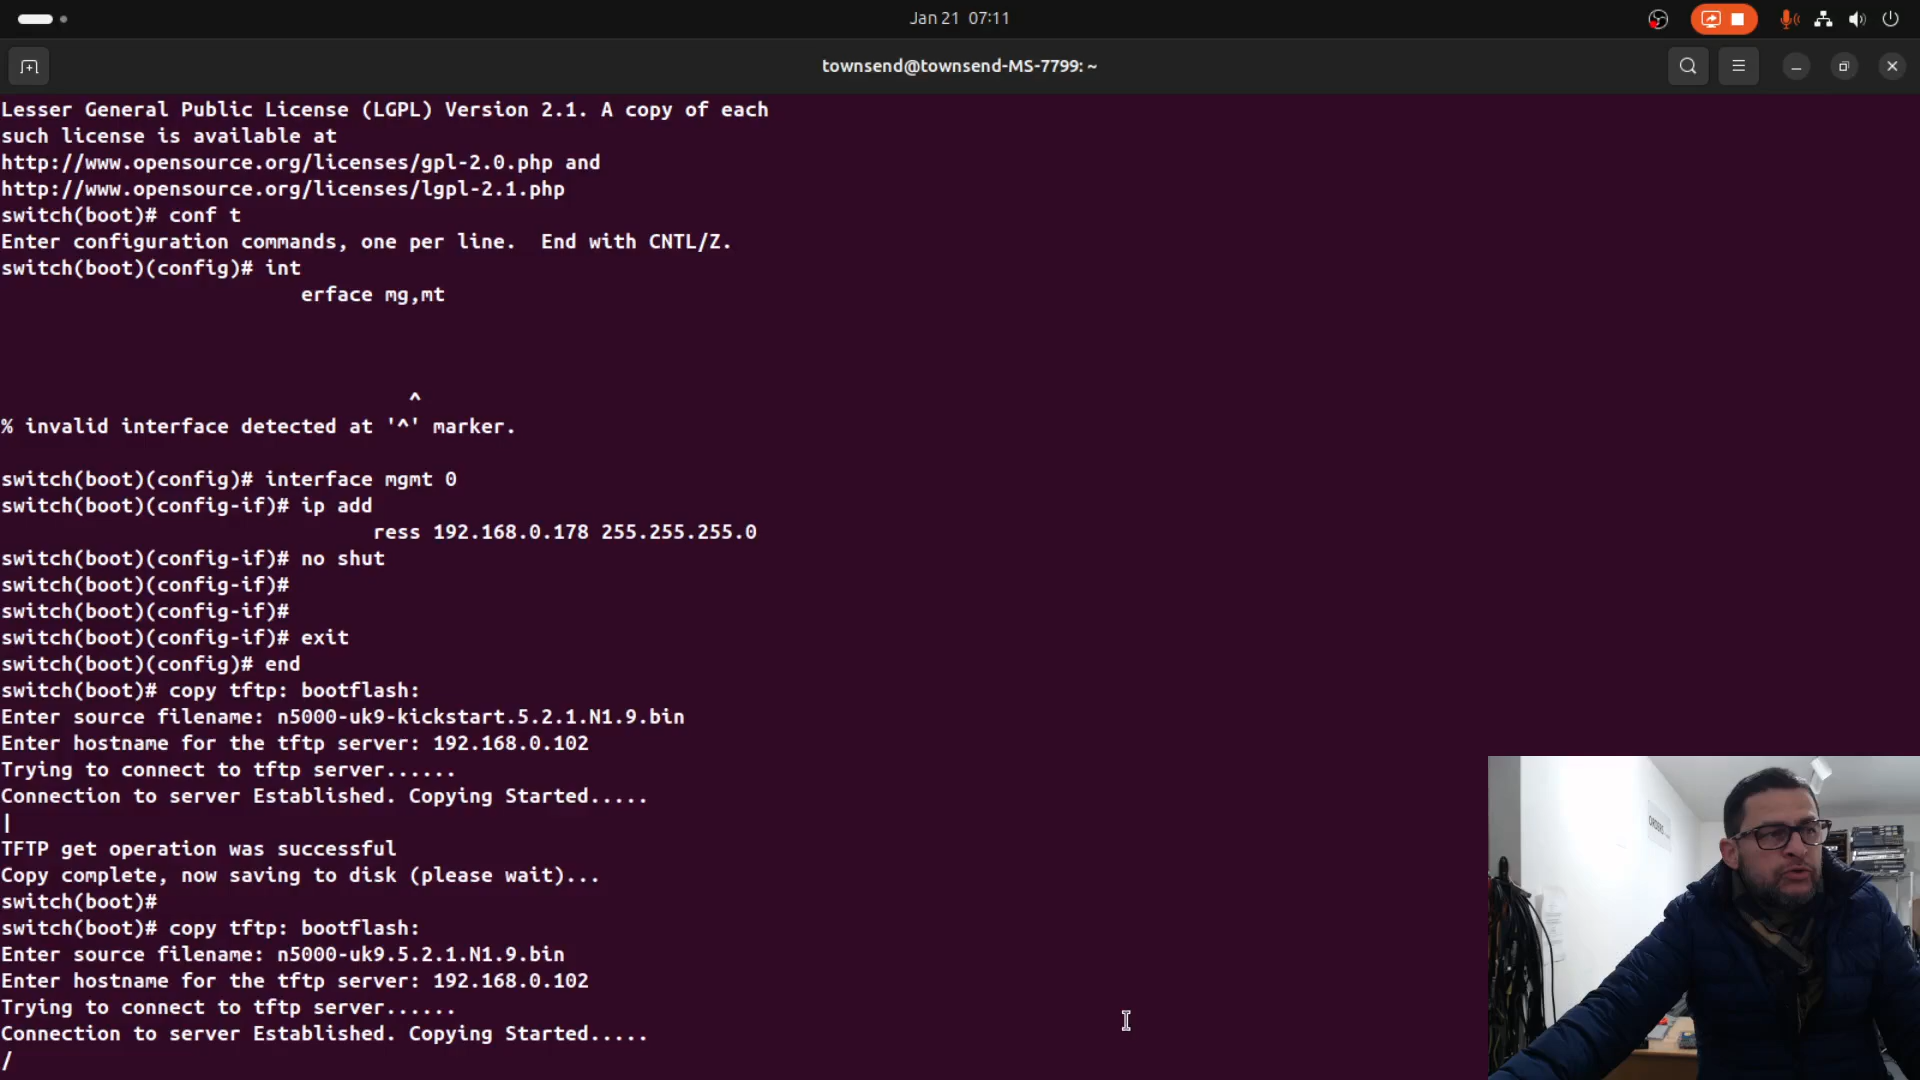 Jan 21 07:11
townsend@townsend-MS-7799: ~
Lesser General Public License (LGPL) Version 2.1. A copy of each
such license is available at
http://www.opensource.org/licenses/gpl-2.0.php and
http://www.opensource.org/licenses/lgpl-2.1.php
switch(boot)# conf t
Enter configuration commands, one per line.  End with CNTL/Z.
switch(boot)(config)# int
erface mg,mt
^
% invalid interface detected at '^' marker.
switch(boot)(config)# interface mgmt 0
switch(boot)(config-if)# ip add
ress 192.168.0.178 255.255.255.0
switch(boot)(config-if)# no shut
switch(boot)(config-if)#
switch(boot)(config-if)#
switch(boot)(config-if)# exit
switch(boot)(config)# end
switch(boot)# copy tftp: bootflash:
Enter source filename: n5000-uk9-kickstart.5.2.1.N1.9.bin
Enter hostname for the tftp server: 192.168.0.102
Trying to connect to tftp server......
Connection to server Established. Copying Started.....
|
TFTP get operation was successful
Copy complete, now saving to disk (please wait)...
switch(boot)#
switch(boot)# copy tftp: bootflash:
Enter source filename: n5000-uk9.5.2.1.N1.9.bin
Enter hostname for the tftp server: 192.168.0.102
Trying to connect to tftp server......
Connection to server Established. Copying Started.....
/
ORDERS